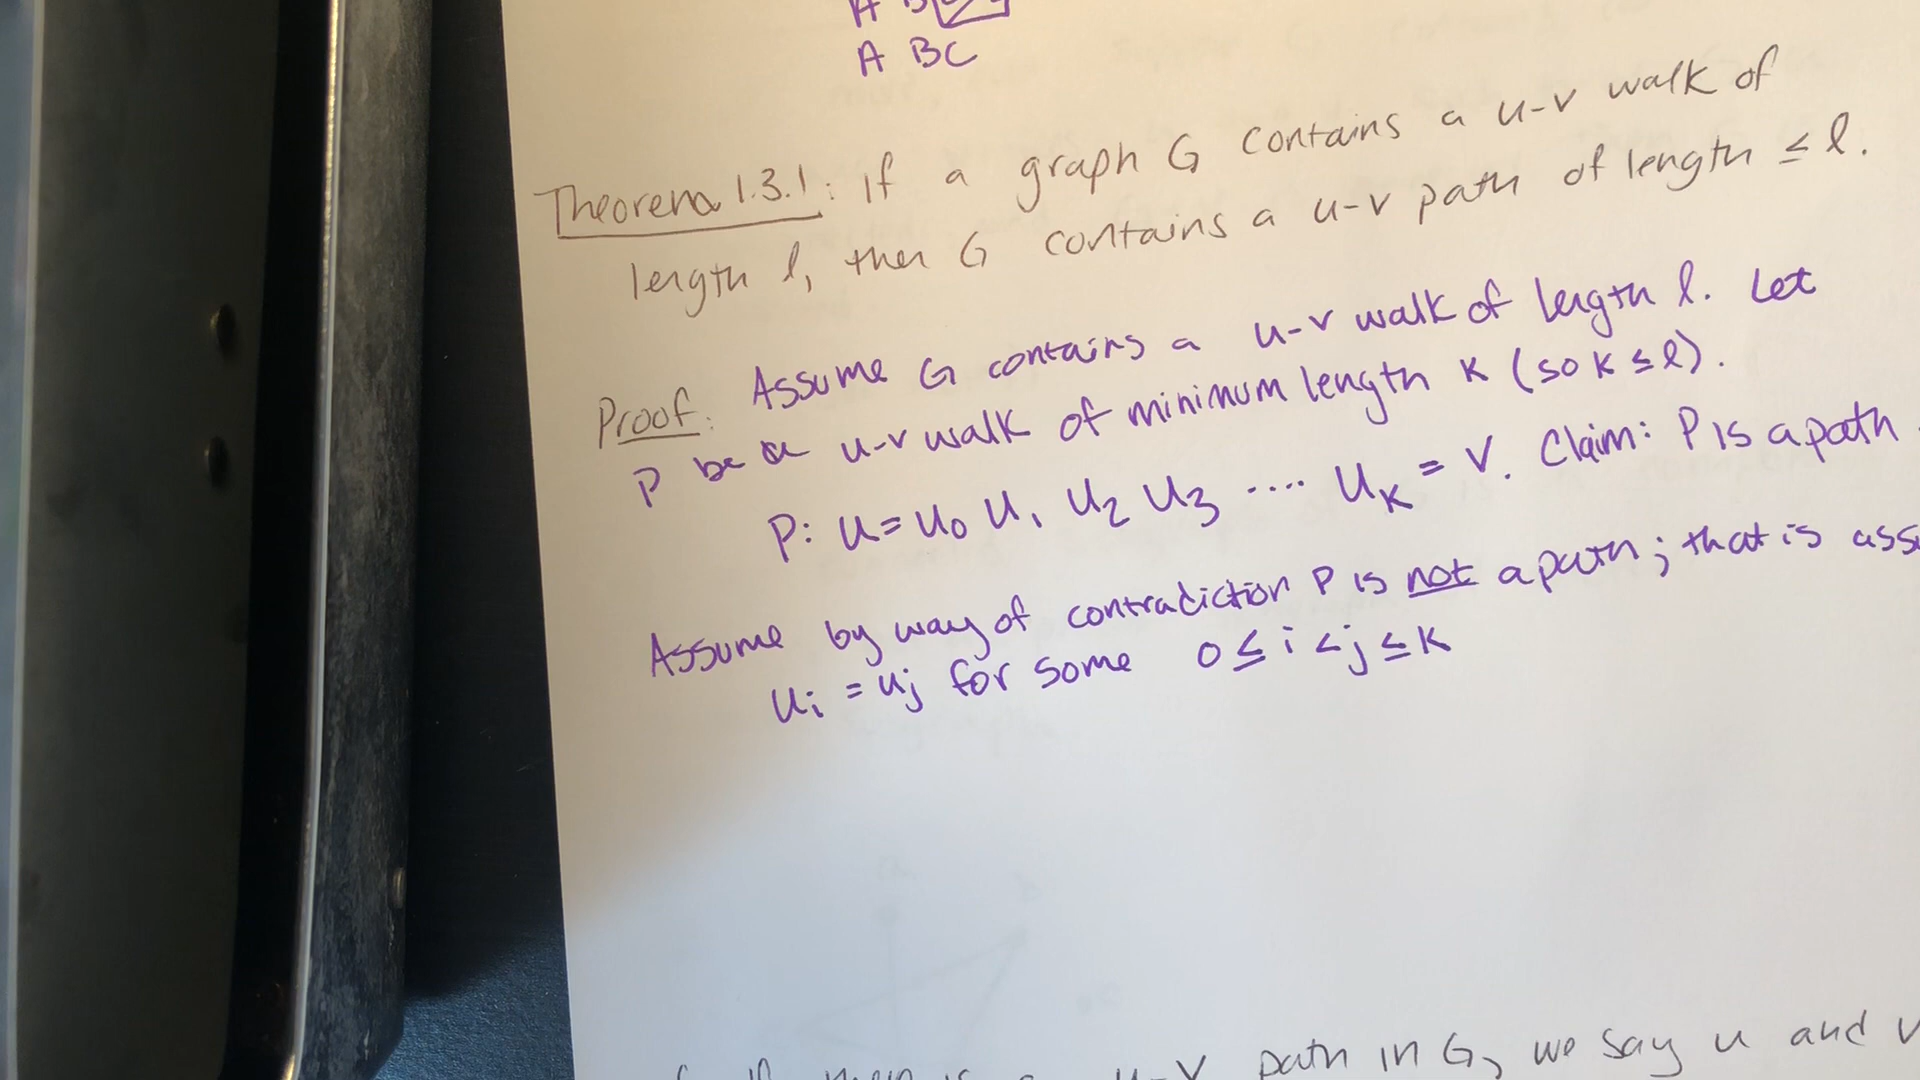 A B
A BC
Theorem 1.3.1: If a graph G contains a u-v walk of
length l, then G contains a u-v path of length ≤ l.
Proof: Assume G contains a u-v walk of length l. Let
P be a u-v walk of minimum length k (so k ≤ l).
P: u=u₀ u₁ u₂ u₃ .... uₖ = v. Claim: P is a path
Assume by way of contradiction P is not a path; that is
uᵢ = uⱼ for some 0 ≤ i < j ≤ k
u-v path in G, we say u and v